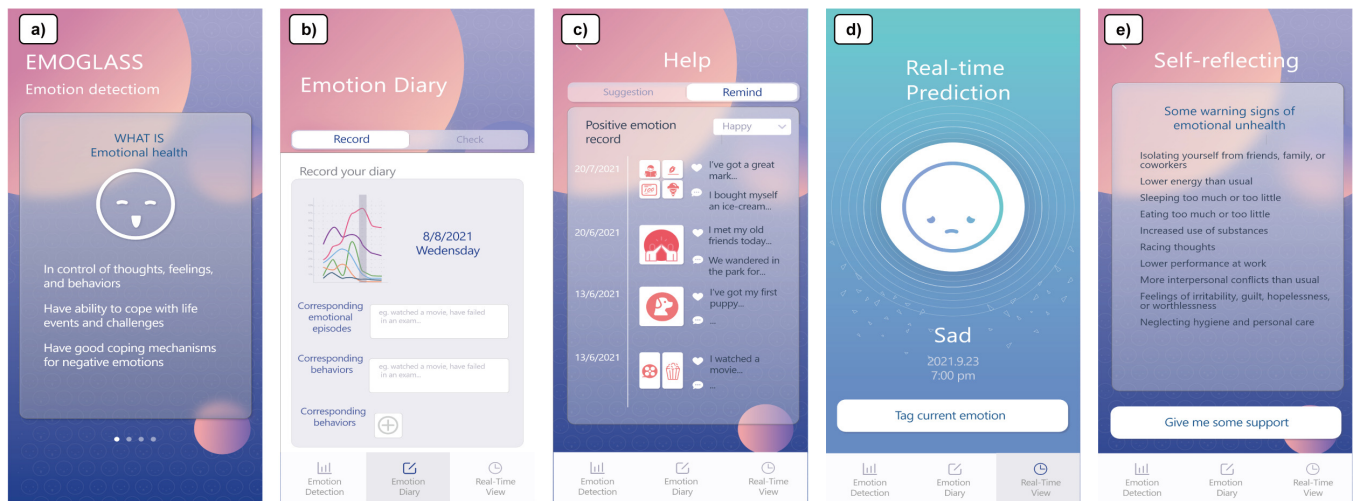 a)
EMOGLASS
Emotion detectiom
WHAT IS
Emotional health
In control of thoughts, feelings,
and behaviors
Have ability to cope with life
events and challenges
Have good coping mechanisms
for negative emotions
b)
Emotion Diary
Record
Check
Record your diary
8/8/2021
Wedensday
Corresponding
emotional
episodes
eg. watched a movie, have failed
in an exam...
Corresponding
behaviors
eg. watched a movie, have failed
in an exam...
Corresponding
behaviors
Emotion
Detection
Emotion
Diary
Real-Time
View
c)
Help
Suggestion
Remind
Positive emotion
record
Happy
20/7/2021
I've got a great
mark...
I bought myself
an ice-cream...
20/6/2021
I met my old
friends today...
We wandered in
the park for...
13/6/2021
I've got my first
puppy...
...
13/6/2021
I watched a
movie...
...
Emotion
Detection
Emotion
Diary
Real-Time
View
d)
Real-time
Prediction
Sad
2021.9.23
7:00 pm
Tag current emotion
Emotion
Detection
Emotion
Diary
Real-Time
View
e)
Self-reflecting
Some warning signs of
emotional unhealth
Isolating yourself from friends, family, or
coworkers
Lower energy than usual
Sleeping too much or too little
Eating too much or too little
Increased use of substances
Racing thoughts
Lower performance at work
More interpersonal conflicts than usual
Feelings of irritability, guilt, hopelessness,
or worthlessness
Neglecting hygiene and personal care
Give me some support
Emotion
Detection
Emotion
Diary
Real-Time
View